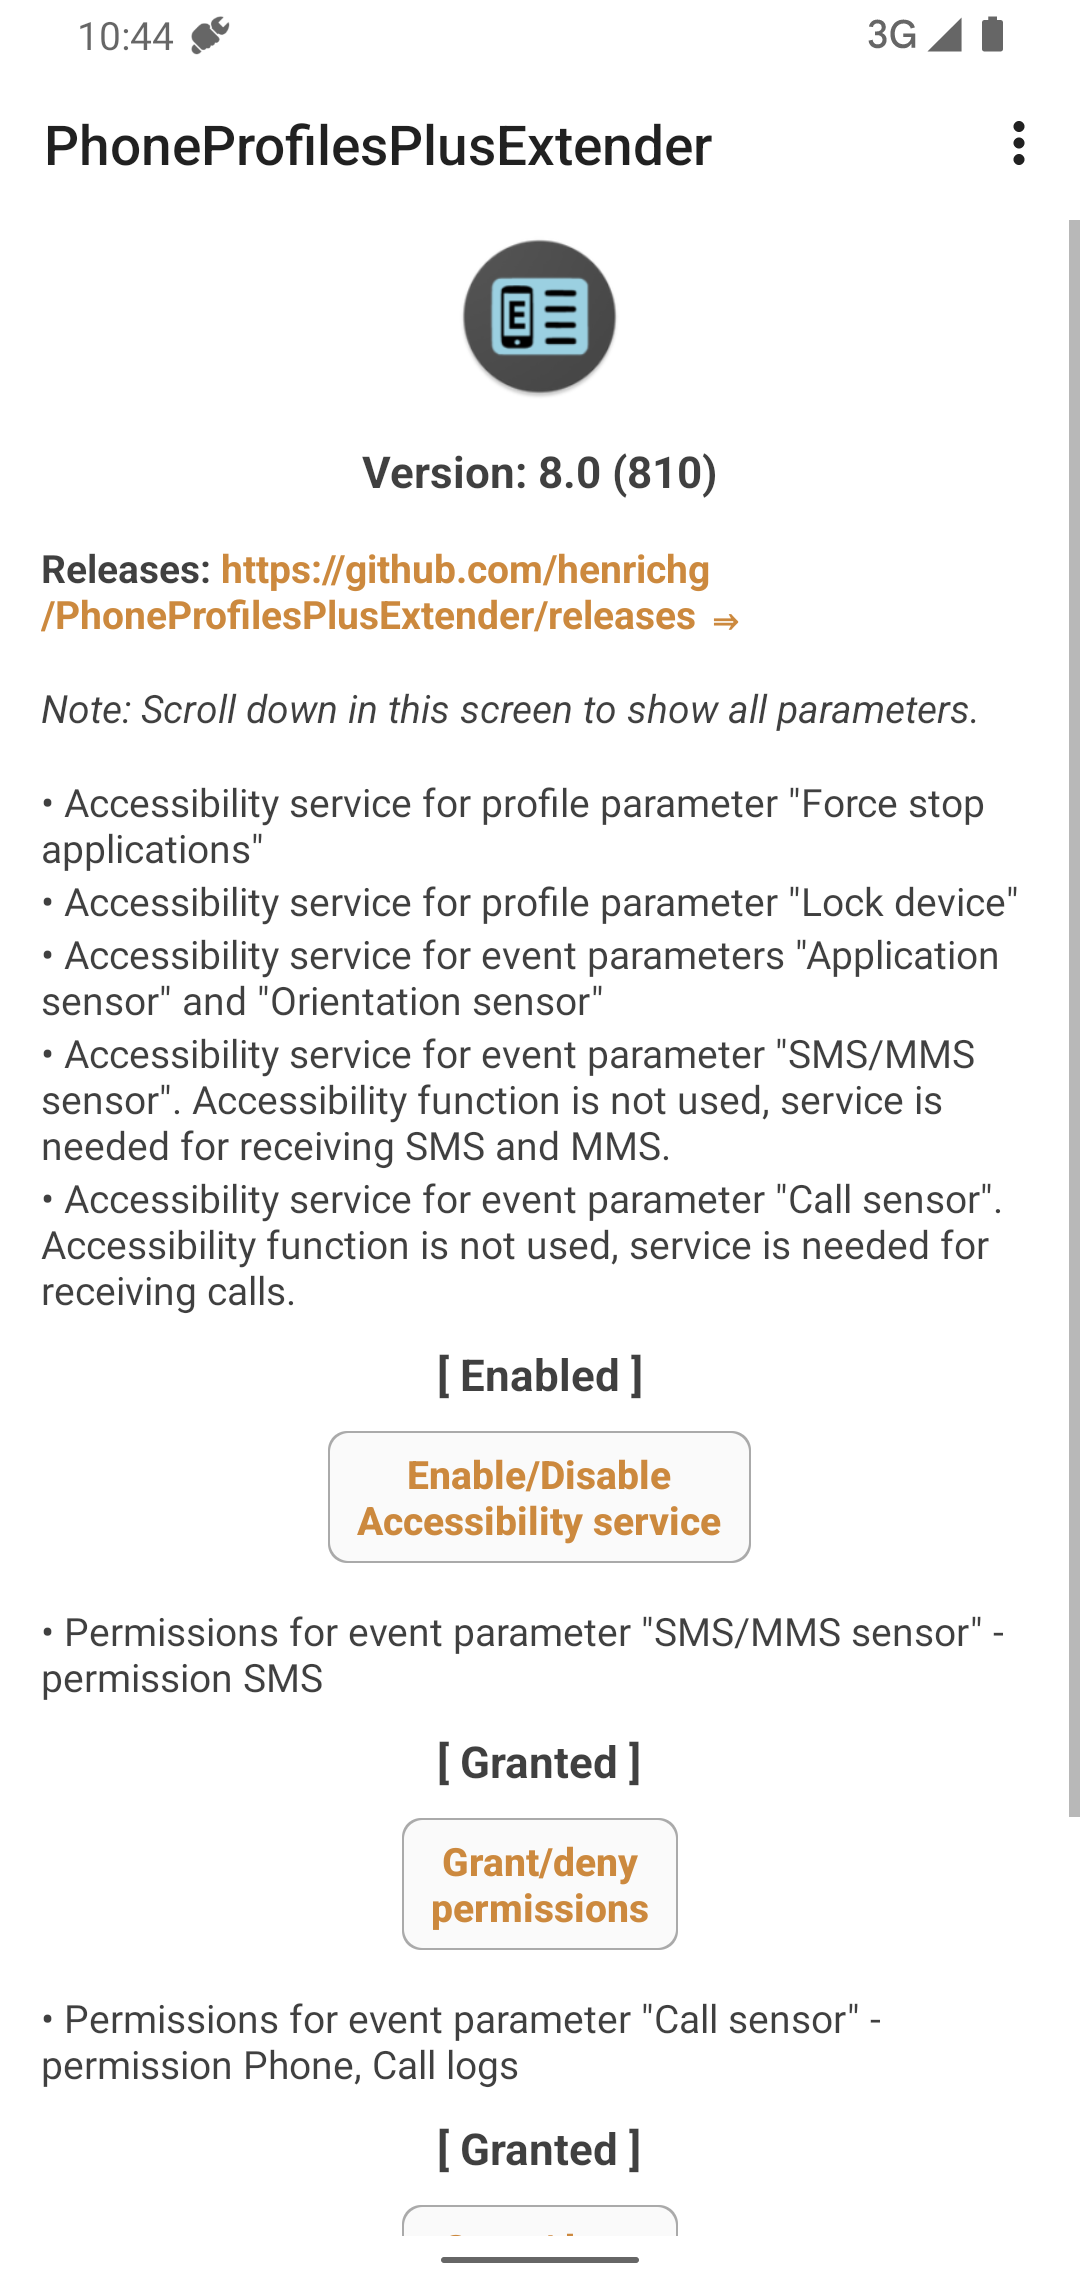 10:44
3G
PhoneProfilesPlusExtender
E
Version: 8.0 (810)
Releases: https://github.com/henrichg
/PhoneProfilesPlusExtender/releases ⇒
Note: Scroll down in this screen to show all parameters.
• Accessibility service for profile parameter "Force stop
applications"
• Accessibility service for profile parameter "Lock device"
• Accessibility service for event parameters "Application
sensor" and "Orientation sensor"
• Accessibility service for event parameter "SMS/MMS
sensor". Accessibility function is not used, service is
needed for receiving SMS and MMS.
• Accessibility service for event parameter "Call sensor".
Accessibility function is not used, service is needed for
receiving calls.
[ Enabled ]
Enable/Disable
Accessibility service
• Permissions for event parameter "SMS/MMS sensor" -
permission SMS
[ Granted ]
Grant/deny
permissions
• Permissions for event parameter "Call sensor" -
permission Phone, Call logs
[ Granted ]